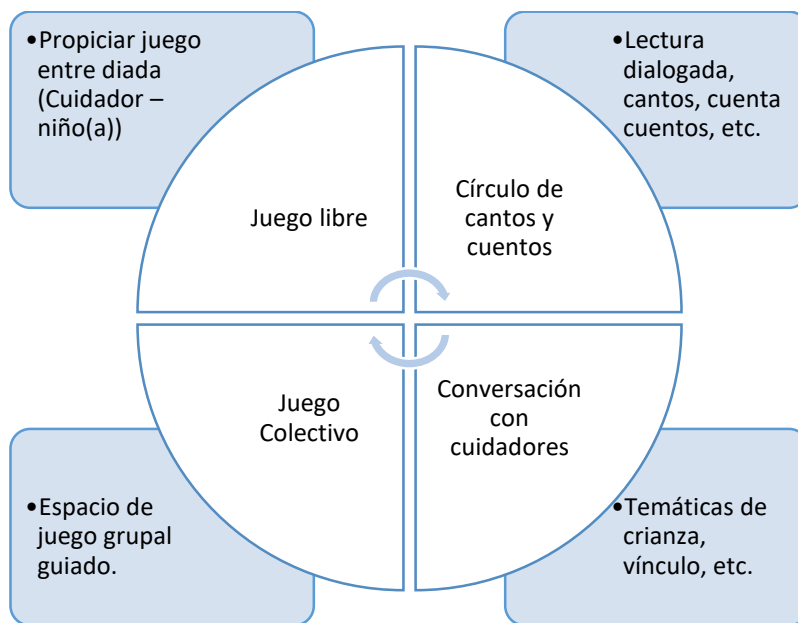 •Propiciar juego
entre diada
(Cuidador –
niño(a))
•Lectura
dialogada,
cantos, cuenta
cuentos, etc.
Juego libre
Círculo de
cantos y
cuentos
Juego
Colectivo
Conversación
con
cuidadores
•Espacio de
juego grupal
guiado.
•Temáticas de
crianza,
vínculo, etc.